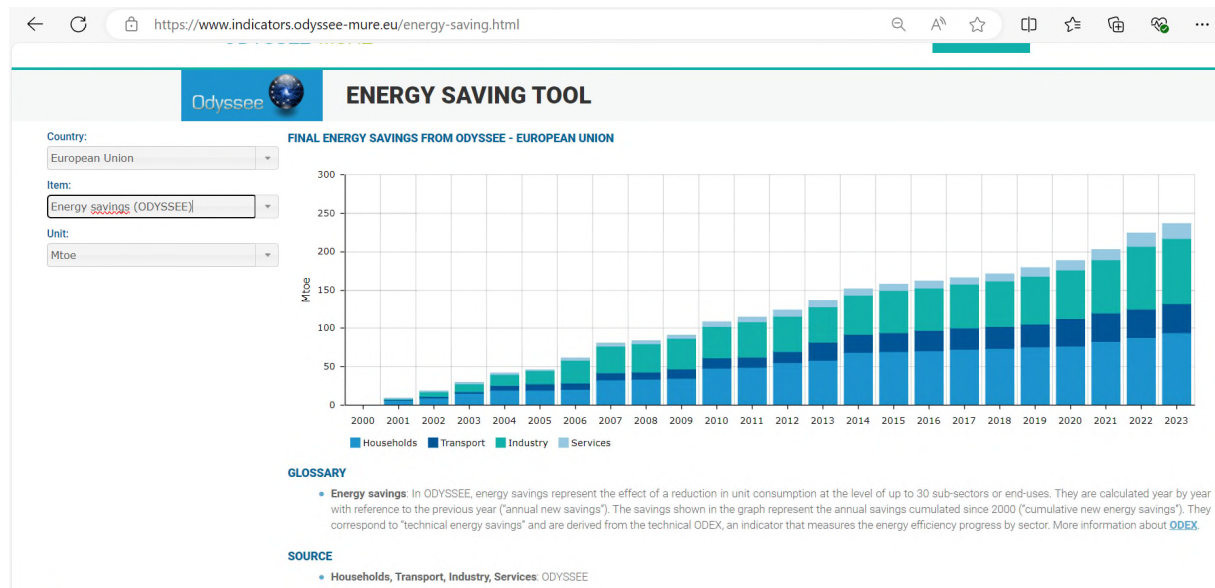 https://www.indicators.odyssee-mure.eu/energy-saving.html
Odyssee
ENERGY SAVING TOOL
Country:
European Union
Item:
Energy savings (ODYSSEE)
Unit:
Mtoe
FINAL ENERGY SAVINGS FROM ODYSSEE - EUROPEAN UNION
300
250
200
150
100
50
0
Mtoe
2000 2001 2002 2003 2004 2005 2006 2007 2008 2009 2010 2011 2012 2013 2014 2015 2016 2017 2018 2019 2020 2021 2022 2023
Households Transport Industry Services
GLOSSARY
Energy savings: In ODYSSEE, energy savings represent the effect of a reduction in unit consumption at the level of up to 30 sub-sectors or end-uses. They are calculated year by year
with reference to the previous year ("annual new savings"). The savings shown in the graph represent the annual savings cumulated since 2000 ("cumulative new energy savings"). They
correspond to "technical energy savings" and are derived from the technical ODEX, an indicator that measures the energy efficiency progress by sector. More information about ODEX.
SOURCE
Households, Transport, Industry, Services: ODYSSEE